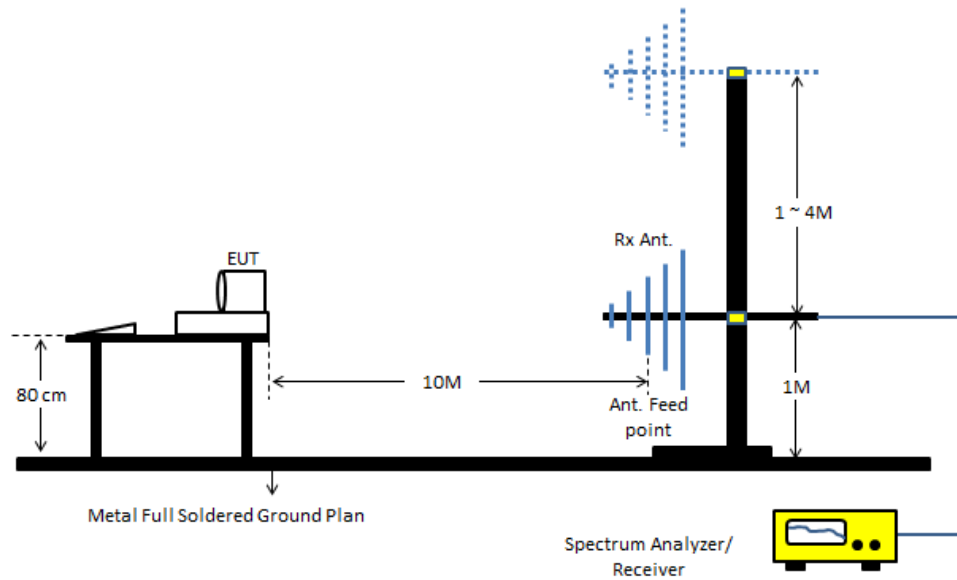 1 ~ 4M
Rx Ant.
EUT
80 cm
10M
1M
Ant. Feed
point
Metal Full Soldered Ground Plan
Spectrum Analyzer/
Receiver